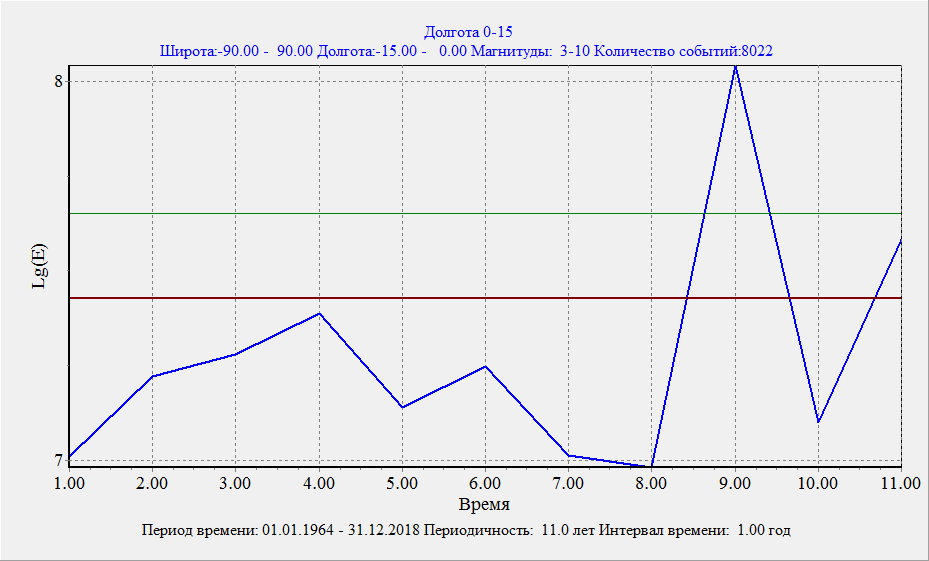 Долгота 0-15
Широта:-90.00 - 90.00 Долгота:-15.00 - 0.00 Магнитуды: 3-10 Количество событий:8022
8
Lg(E)
7
1.00 2.00 3.00 4.00 5.00 6.00 7.00 8.00 9.00 10.00 11.00
Время
Период времени: 01.01.1964 - 31.12.2018 Периодичность: 11.0 лет Интервал времени: 1.00 год